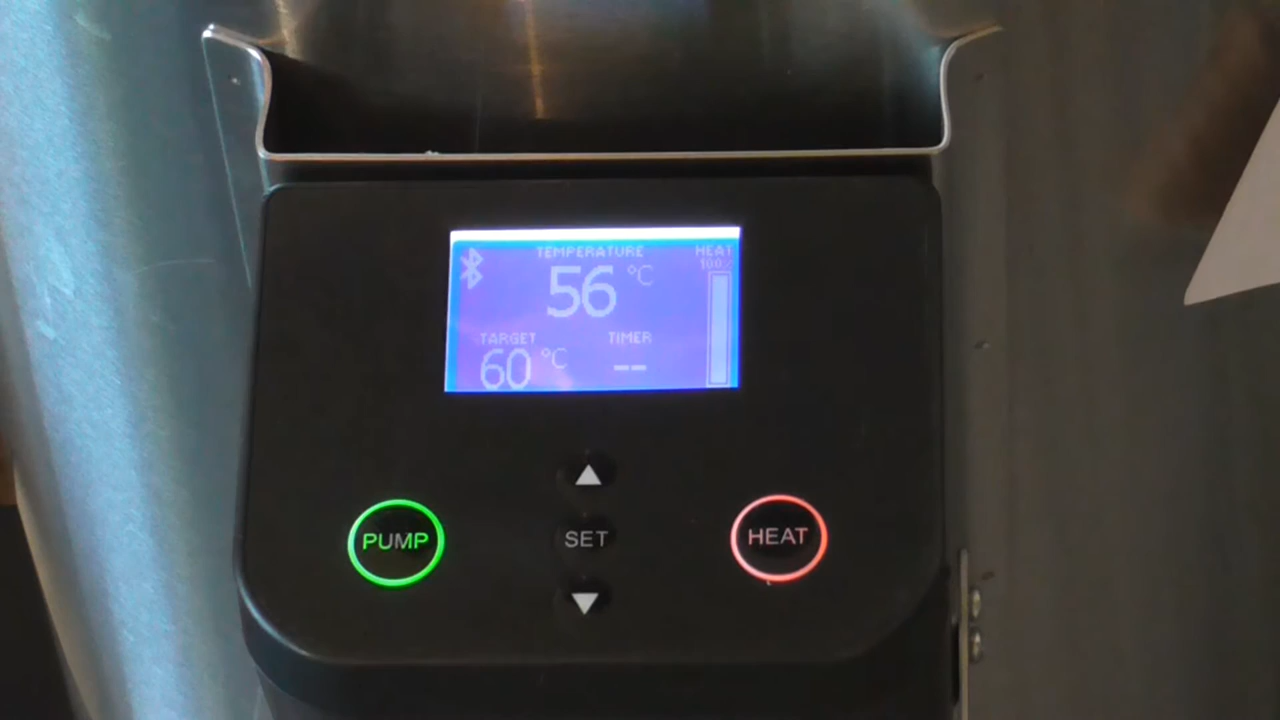 TEMPERATURE
HEAT
100%
56 °C
TARGET
TIMER
60 °C
--
PUMP
SET
HEAT